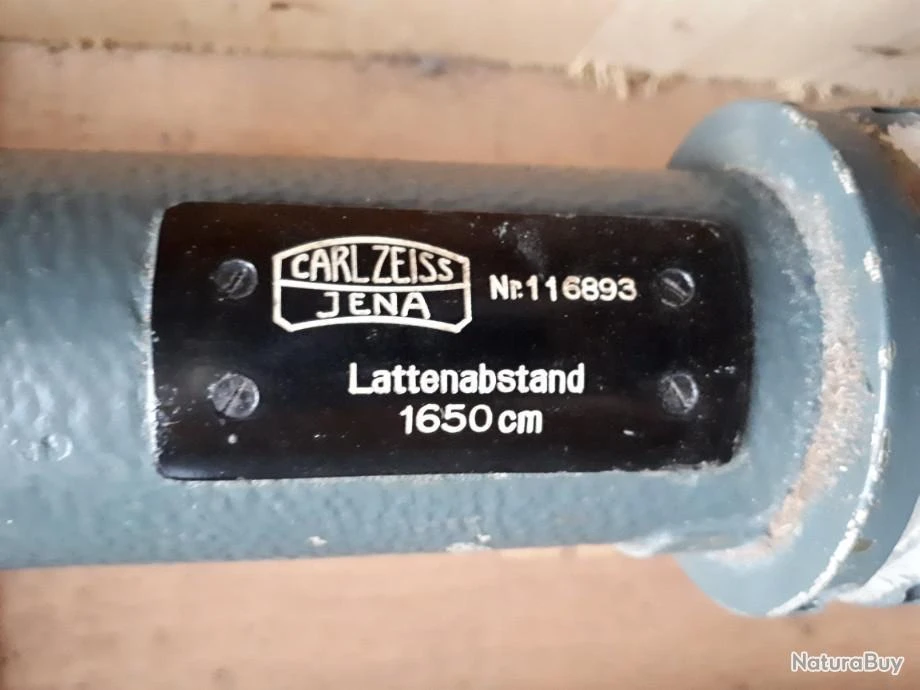 CARL ZEISS
JENA
Nr.116893
Lattenabstand
1650 cm
NaturaBuy